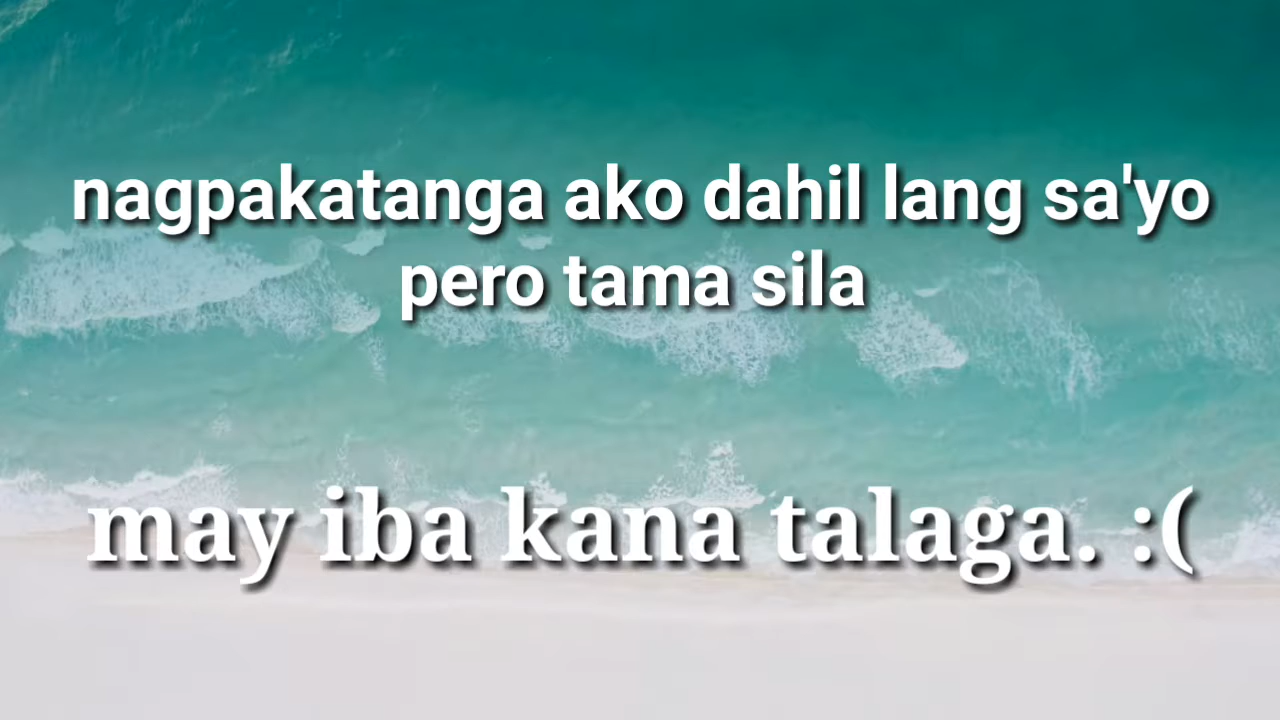 nagpakatanga ako dahil lang sa'yo
pero tama sila
may iba kana talaga. :(